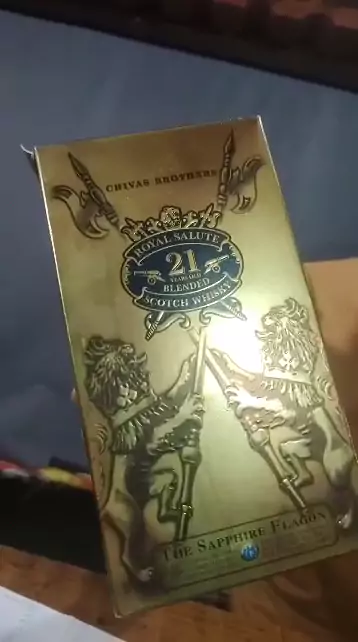 CHIVAS BROTHERS
ROYAL SALUTE
21
YEARS OLD
BLENDED
SCOTCH WHISKY
THE SAPPHIRE FLAGON